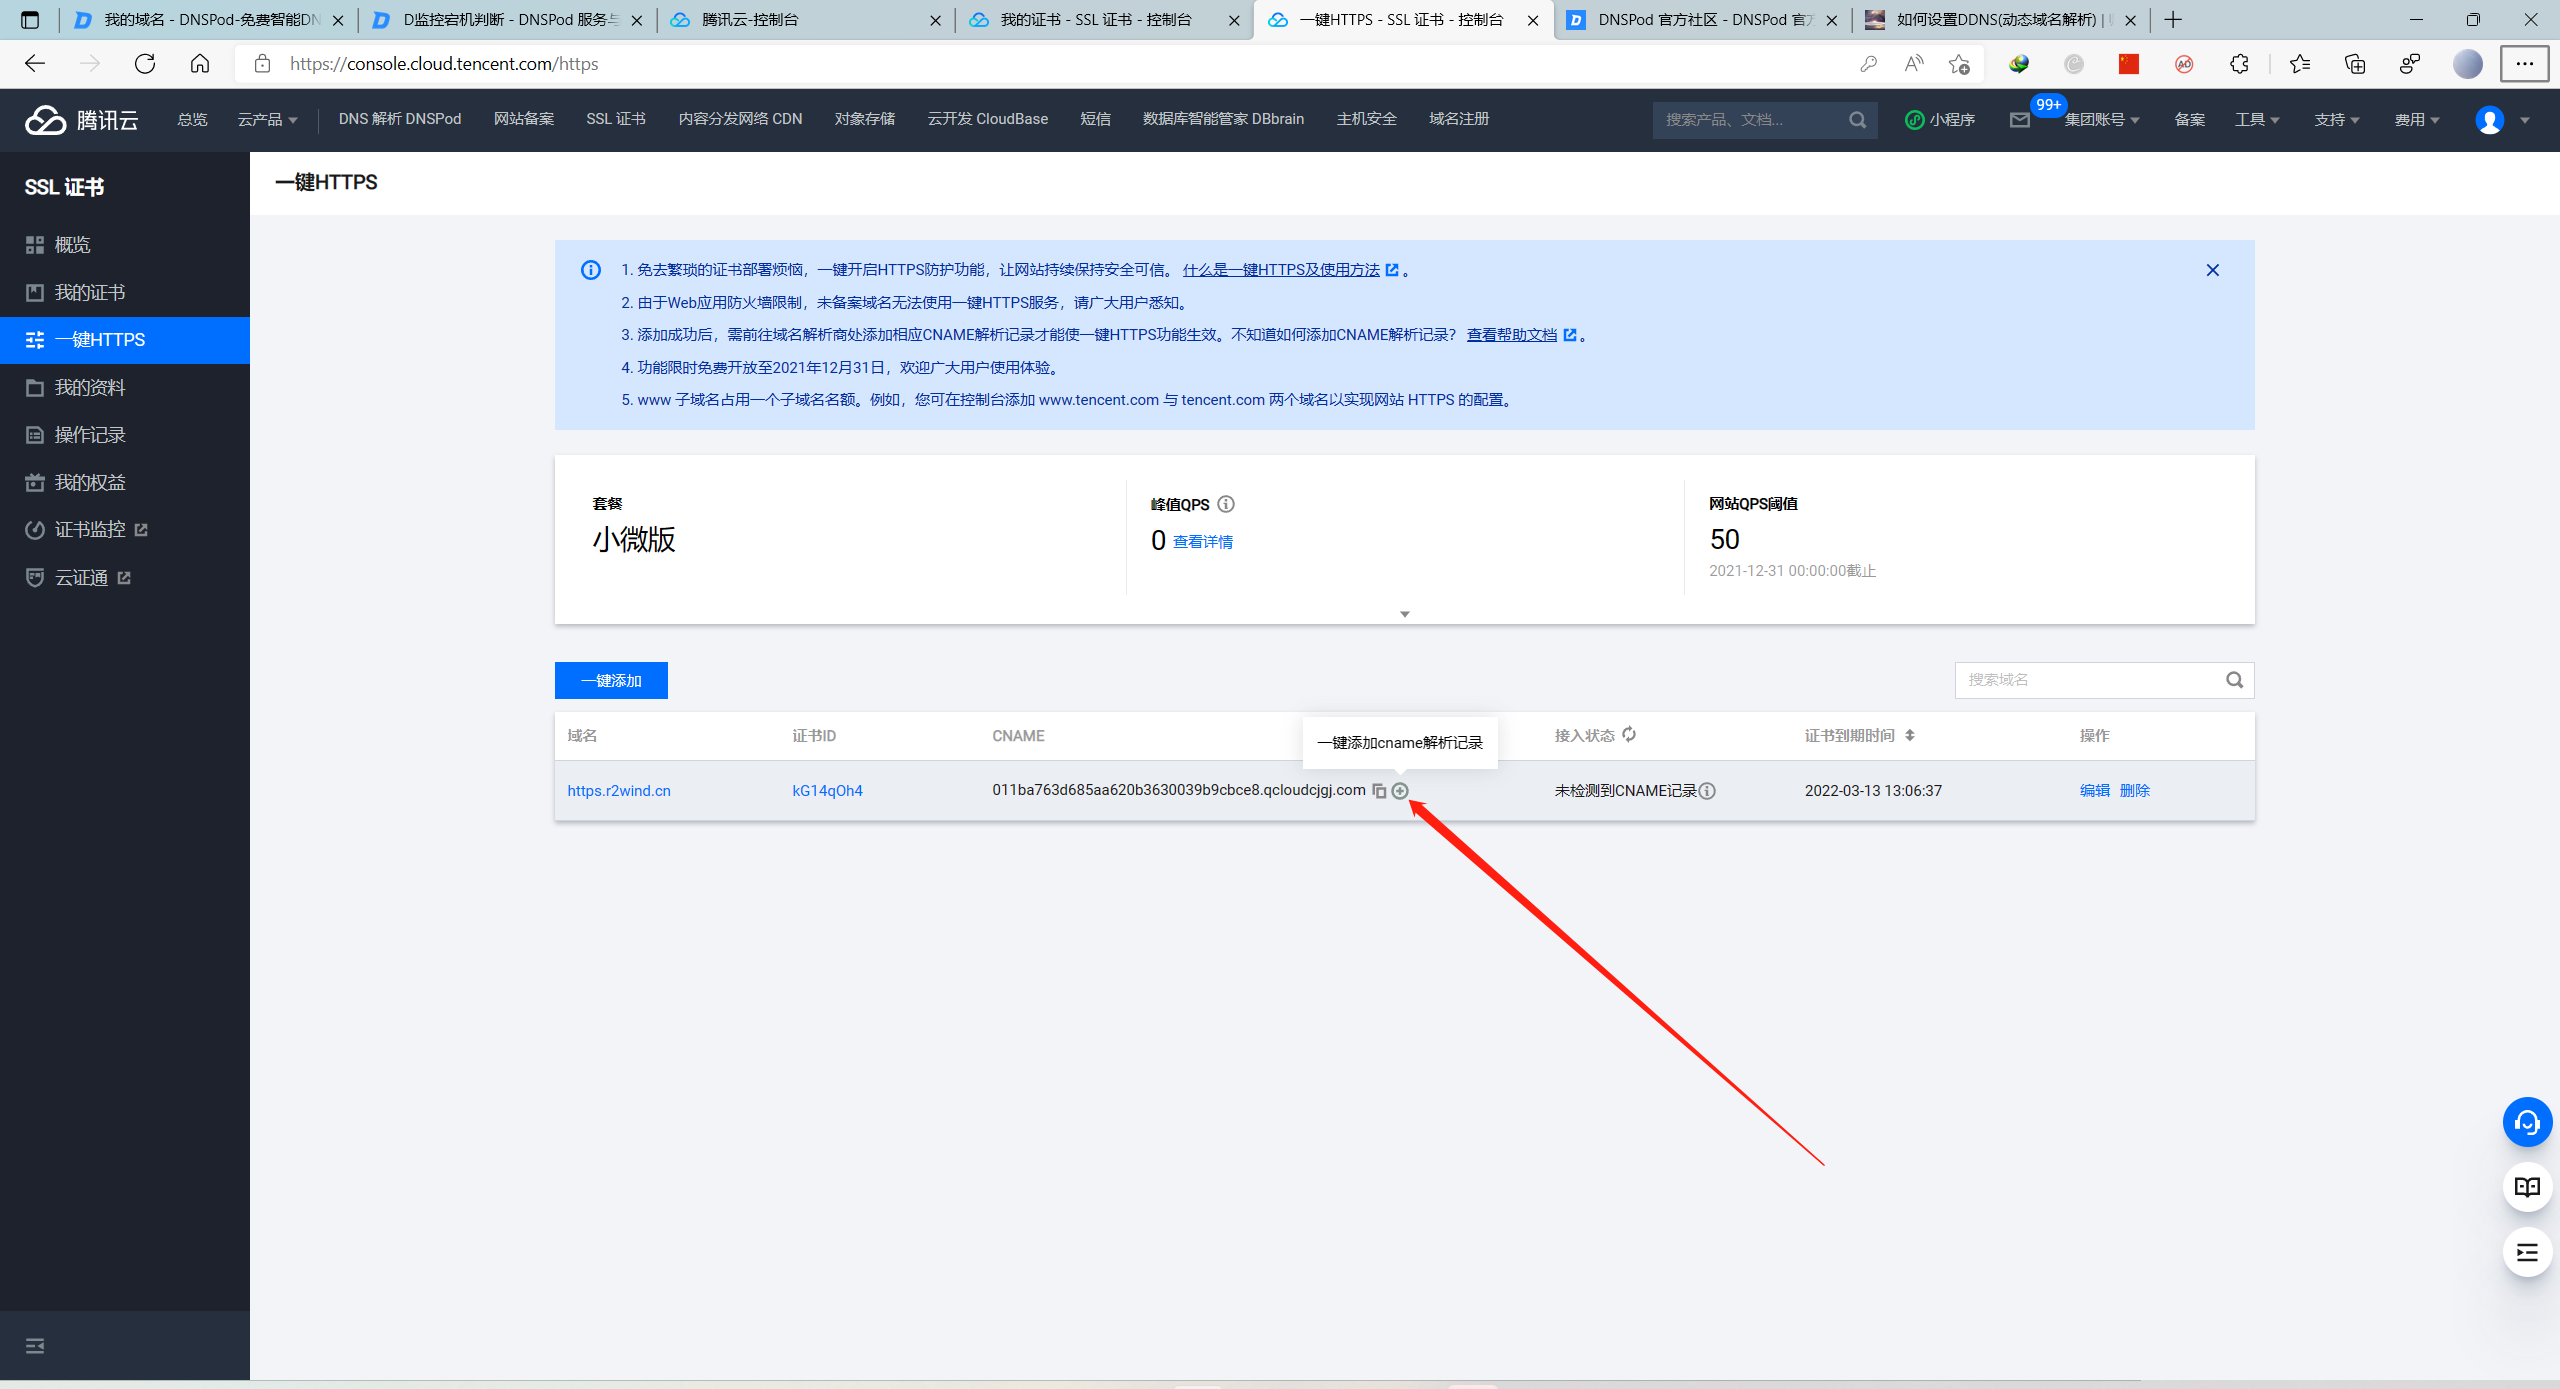 我的域名 - DNSPod-免费智能DN
D监控宕机判断 - DNSPod 服务与
腾讯云-控制台
我的证书 - SSL 证书 - 控制台
一键HTTPS - SSL 证书 - 控制台
DNSPod 官方社区 - DNSPod 官方
如何设置DDNS(动态域名解析) |
https://console.cloud.tencent.com/https
腾讯云
总览
云产品
DNS 解析 DNSPod
网站备案
SSL 证书
内容分发网络 CDN
对象存储
云开发 CloudBase
短信
数据库智能管家 DBbrain
主机安全
域名注册
搜索产品、文档...
小程序
99+
集团账号
备案
工具
支持
费用
SSL 证书
概览
我的证书
一键HTTPS
我的资料
操作记录
我的权益
证书监控
云证通
一键HTTPS
1. 免去繁琐的证书部署烦恼，一键开启HTTPS防护功能，让网站持续保持安全可信。 什么是一键HTTPS及使用方法 。
2. 由于Web应用防火墙限制，未备案域名无法使用一键HTTPS服务，请广大用户悉知。
3. 添加成功后，需前往域名解析商处添加相应CNAME解析记录才能使一键HTTPS功能生效。不知道如何添加CNAME解析记录？ 查看帮助文档 。
4. 功能限时免费开放至2021年12月31日，欢迎广大用户使用体验。
5. www 子域名占用一个子域名名额。例如，您可在控制台添加 www.tencent.com 与 tencent.com 两个域名以实现网站 HTTPS 的配置。
套餐
小微版
峰值QPS
0 查看详情
网站QPS阈值
50
2021-12-31 00:00:00截止
一键添加
搜索域名
域名
证书ID
CNAME
一键添加cname解析记录
接入状态
证书到期时间
操作
https.r2wind.cn
kG14qOh4
011ba763d685aa620b3630039b9cbce8.qcloudcjgj.com
未检测到CNAME记录
2022-03-13 13:06:37
编辑 删除